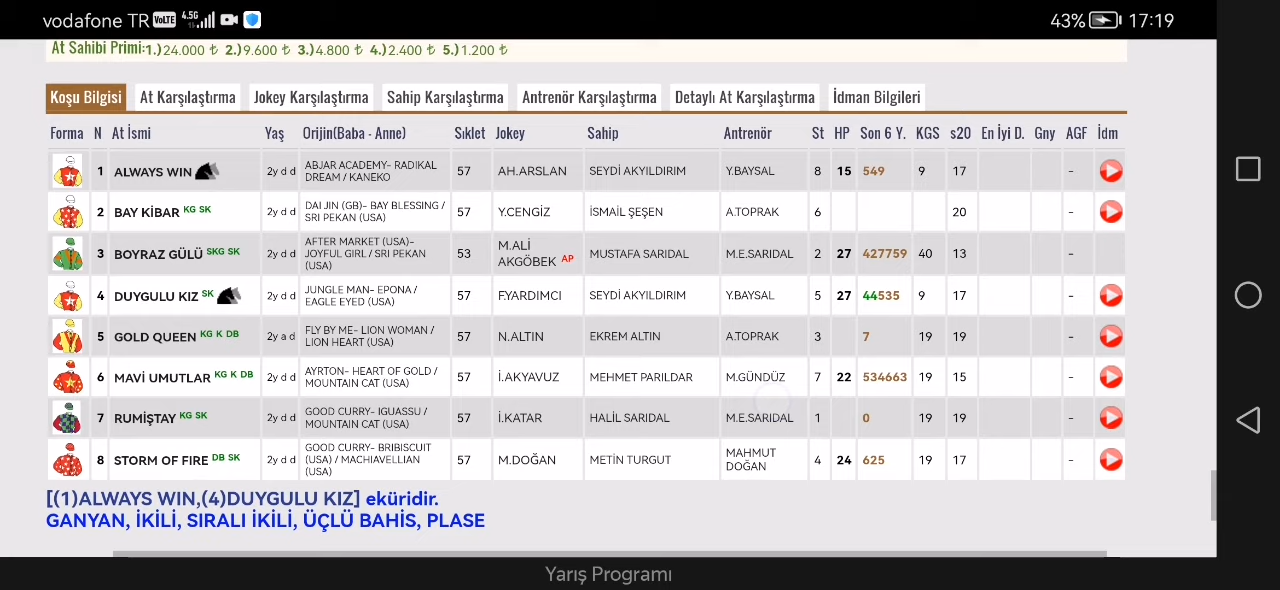 vodafone TR VoLTE 4.5G 43% 17:19
At Sahibi Primi:1.)24.000 ₺ 2.)9.600 ₺ 3.)4.800 ₺ 4.)2.400 ₺ 5.)1.200 ₺
Koşu Bilgisi At Karşılaştırma Jokey Karşılaştırma Sahip Karşılaştırma Antrenör Karşılaştırma Detaylı At Karşılaştırma İdman Bilgileri
Forma N At İsmi Yaş Orijin(Baba - Anne) Sıklet Jokey Sahip Antrenör St HP Son 6 Y. KGS s20 En İyi D. Gny AGF İdm
1 ALWAYS WIN 2y d d ABJAR ACADEMY- RADIKAL DREAM / KANEKO 57 AH.ARSLAN SEYDİ AKYILDIRIM Y.BAYSAL 8 15 549 9 17 -
2 BAY KİBAR KG SK 2y d d DAI JIN (GB)- BAY BLESSING / SRI PEKAN (USA) 57 Y.CENGİZ İSMAİL ŞEŞEN A.TOPRAK 6 20 -
3 BOYRAZ GÜLÜ SKG SK 2y d d AFTER MARKET (USA)- JOYFUL GIRL / SRI PEKAN (USA) 53 M.ALİ AKGÖBEK AP MUSTAFA SARIDAL M.E.SARIDAL 2 27 427759 40 13 -
4 DUYGULU KIZ SK 2y d d JUNGLE MAN- EPONA / EAGLE EYED (USA) 57 F.YARDIMCI SEYDİ AKYILDIRIM Y.BAYSAL 5 27 44535 9 17 -
5 GOLD QUEEN KG K DB 2y a d FLY BY ME- LION WOMAN / LION HEART (USA) 57 N.ALTIN EKREM ALTIN A.TOPRAK 3 7 19 19 -
6 MAVİ UMUTLAR KG K DB 2y d d AYRTON- HEART OF GOLD / MOUNTAIN CAT (USA) 57 İ.AKYAVUZ MEHMET PARILDAR M.GÜNDÜZ 7 22 534663 19 15 -
7 RUMİŞTAY KG SK 2y d d GOOD CURRY- IGUASSU / MOUNTAIN CAT (USA) 57 İ.KATAR HALİL SARIDAL M.E.SARIDAL 1 0 19 19 -
8 STORM OF FIRE DB SK 2y d d GOOD CURRY- BRIBISCUIT (USA) / MACHIAVELLIAN (USA) 57 M.DOĞAN METİN TURGUT MAHMUT DOĞAN 4 24 625 19 17 -
[(1)ALWAYS WIN,(4)DUYGULU KIZ] eküridir.
GANYAN, İKİLİ, SIRALI İKİLİ, ÜÇLÜ BAHİS, PLASE
Yarış Programı